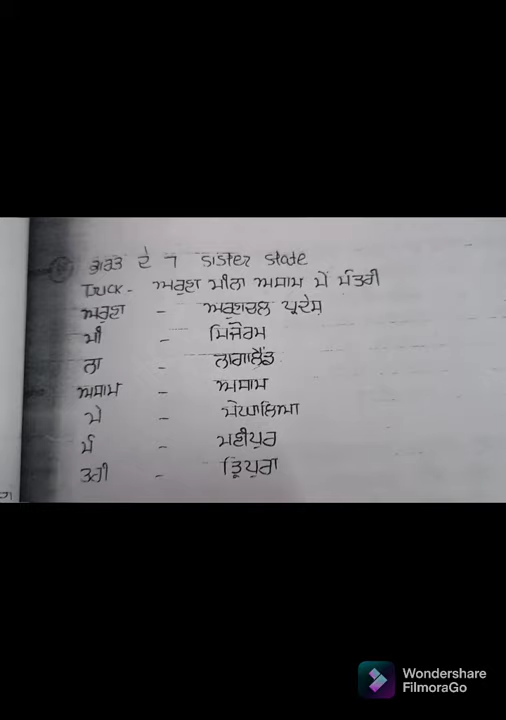 ਭਾਰਤ ਦੇ 7 Sister State
Trick - ਅਰੁਣਾ ਮੀਨਾ ਅਸਾਮ ਮੇਂ ਮੰਤਰੀ
ਅਰੁਣਾ - ਅਰੁਣਾਚਲ ਪ੍ਰਦੇਸ਼
ਮੀ - ਮਿਜੋਰਮ
ਨਾ - ਨਾਗਾਲੈਂਡ
ਅਸਾਮ - ਅਸਾਮ
ਮੇ - ਮੇਘਾਲਿਆ
ਮੰ - ਮਣੀਪੁਰ
ਤਰੀ - ਤ੍ਰਿਪੁਰਾ
Wondershare
FilmoraGo